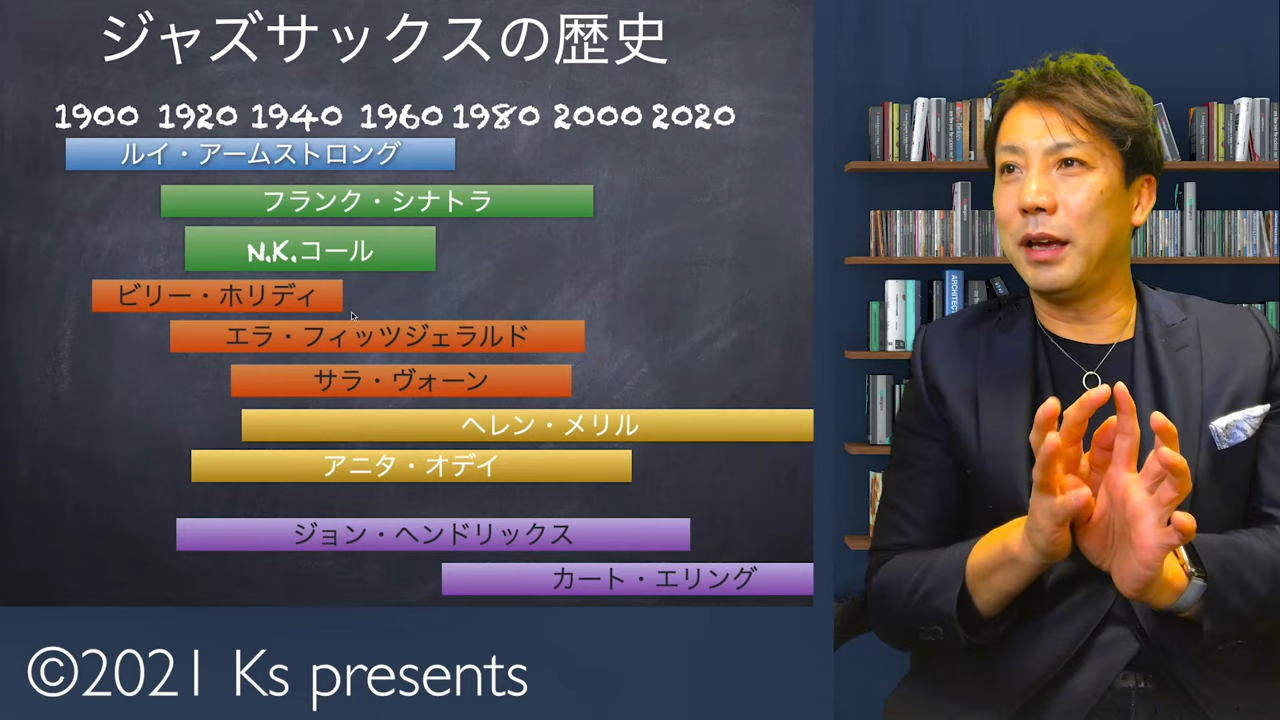 ジャズサックスの歴史
1900 1920 1940 1960 1980 2000 2020
ルイ・アームストロング
フランク・シナトラ
N.K.コール
ビリー・ホリディ
エラ・フィッツジェラルド
サラ・ヴォーン
ヘレン・メリル
アニタ・オデイ
ジョン・ヘンドリックス
カート・エリング
©2021 Ks presents
ARCHITECT